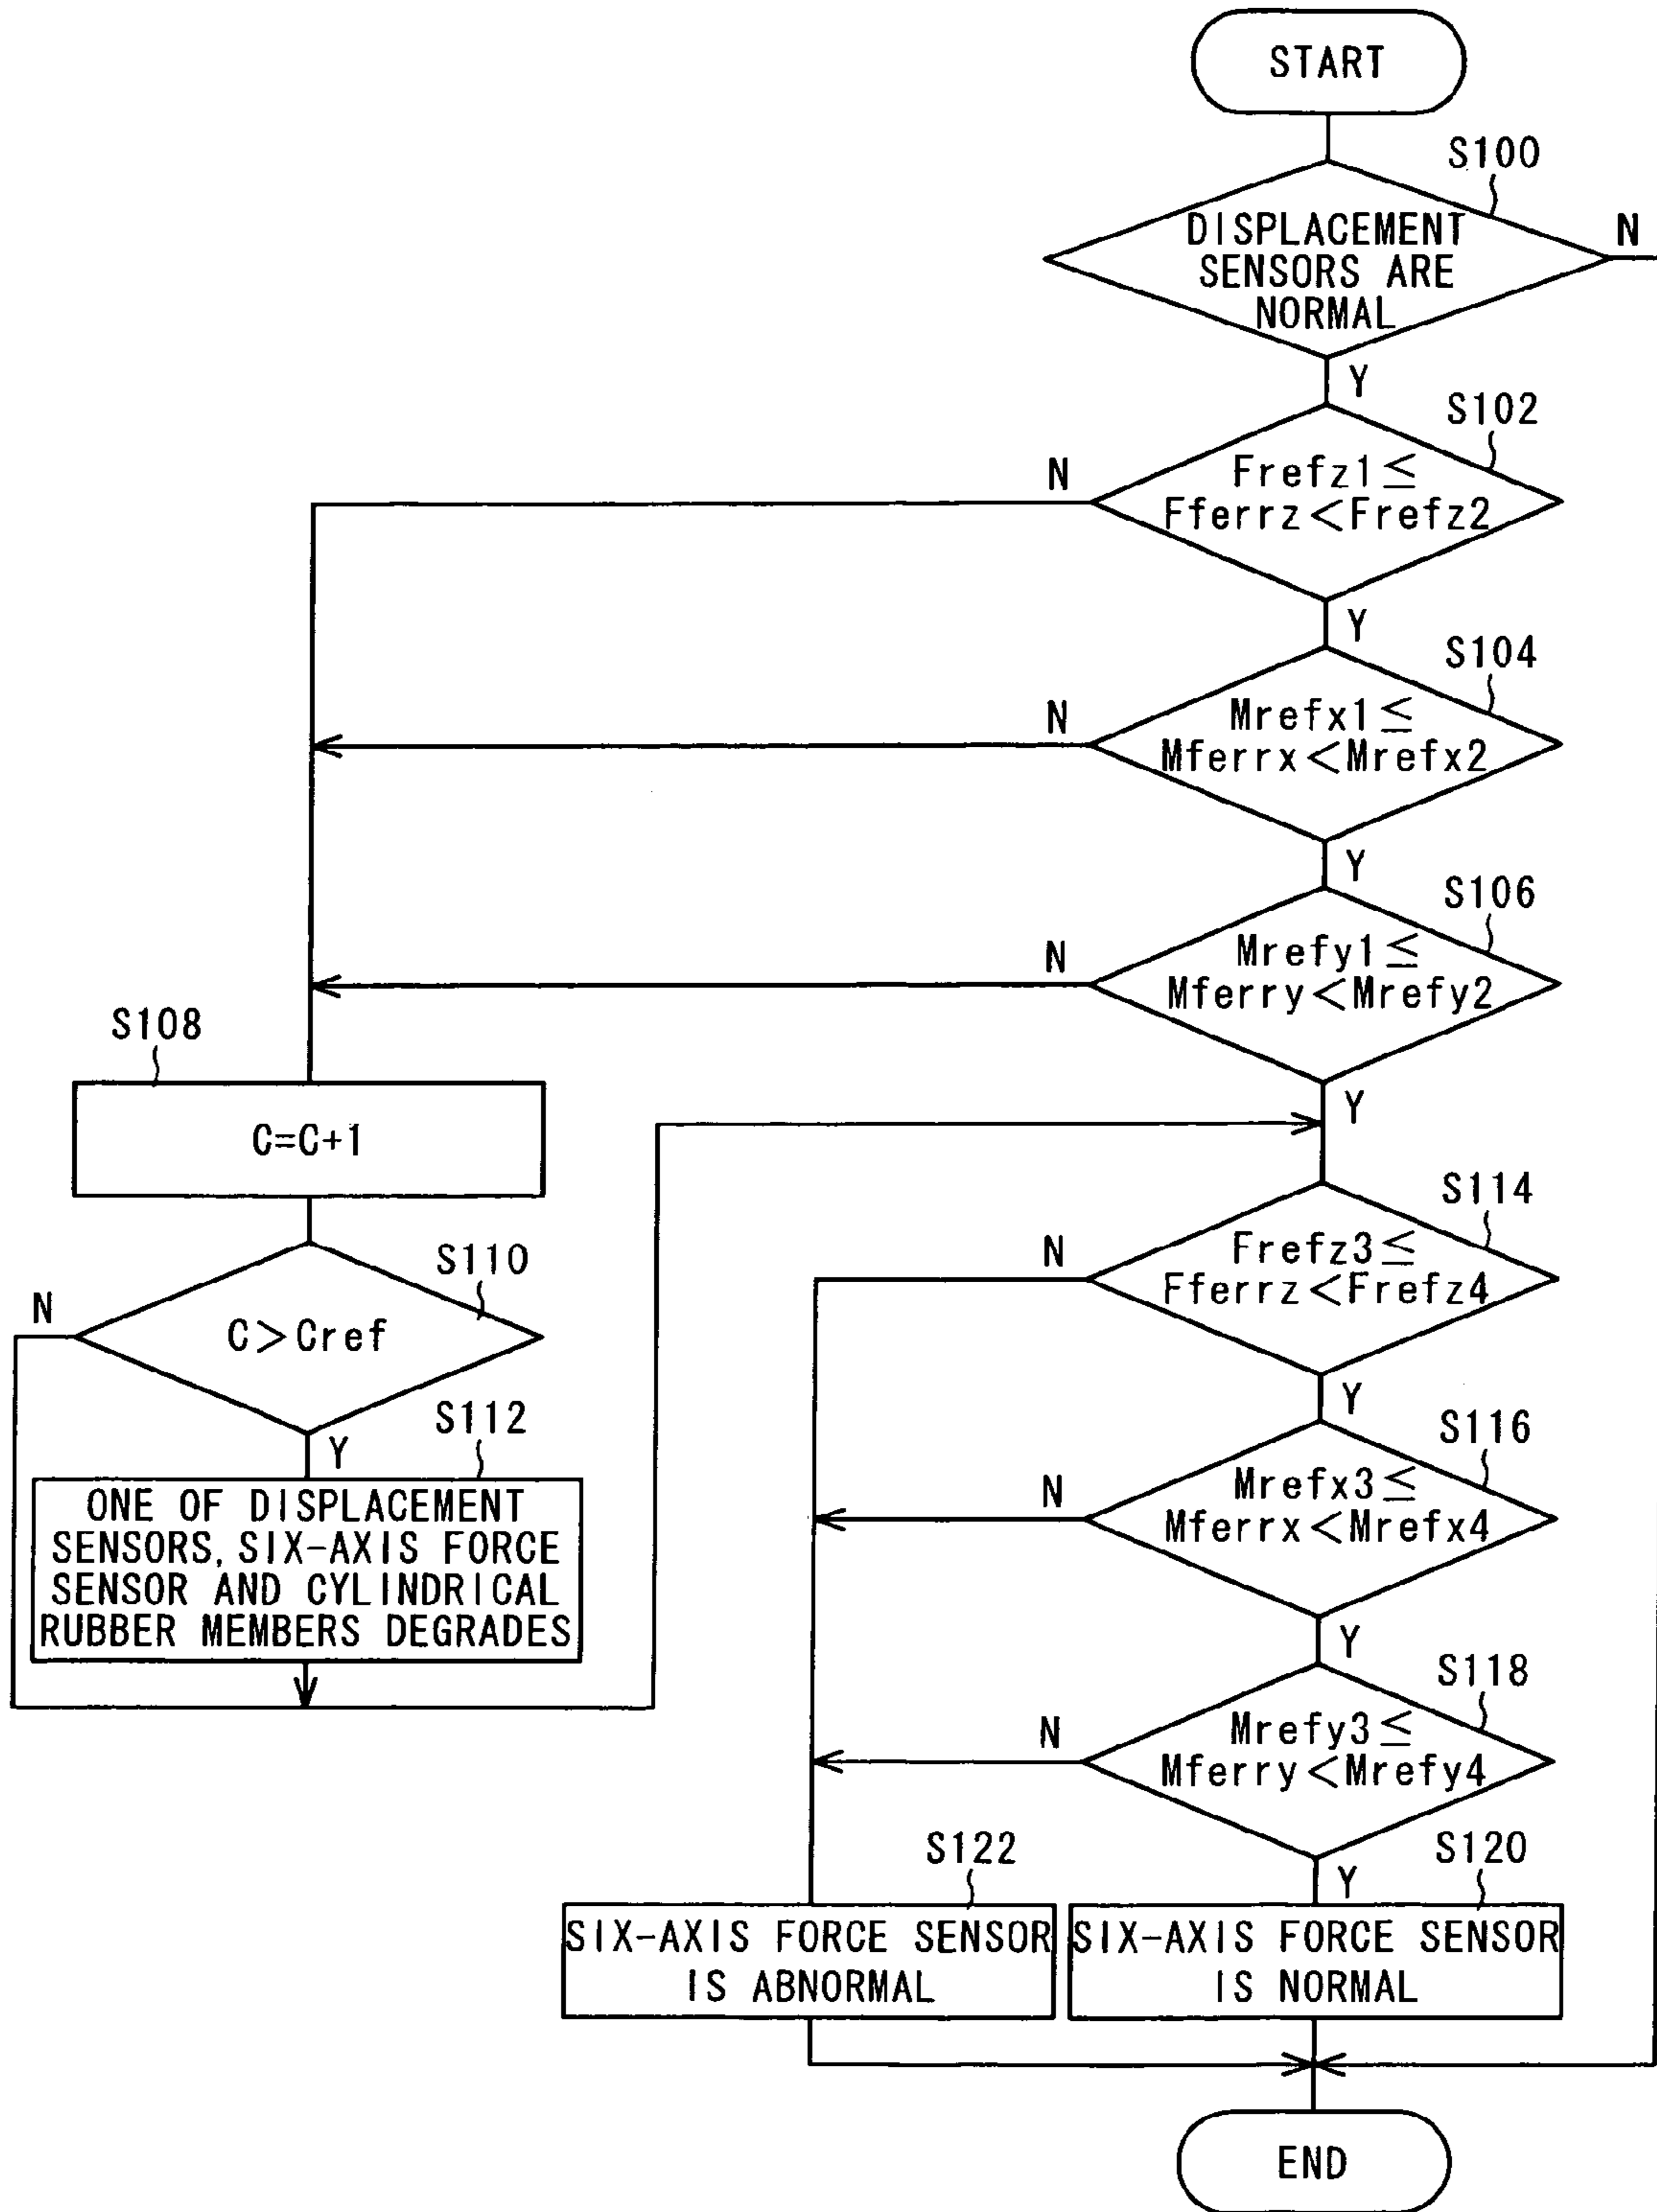 START
S100
DISPLACEMENT
SENSORS ARE
NORMAL
N
Y
S102
Frefz1≤
Fferrz<Frefz2
N
Y
S104
Mrefx1≤
Mferrx<Mrefx2
N
Y
S106
Mrefy1≤
Mferry<Mrefy2
N
Y
S108
C=C+1
S110
C>Cref
N
Y
S112
ONE OF DISPLACEMENT
SENSORS, SIX-AXIS FORCE
SENSOR AND CYLINDRICAL
RUBBER MEMBERS DEGRADES
S114
Frefz3≤
Fferrz<Frefz4
N
Y
S116
Mrefx3≤
Mferrx<Mrefx4
N
Y
S118
Mrefy3≤
Mferry<Mrefy4
N
Y
S122
SIX-AXIS FORCE SENSOR
IS ABNORMAL
S120
SIX-AXIS FORCE SENSOR
IS NORMAL
END